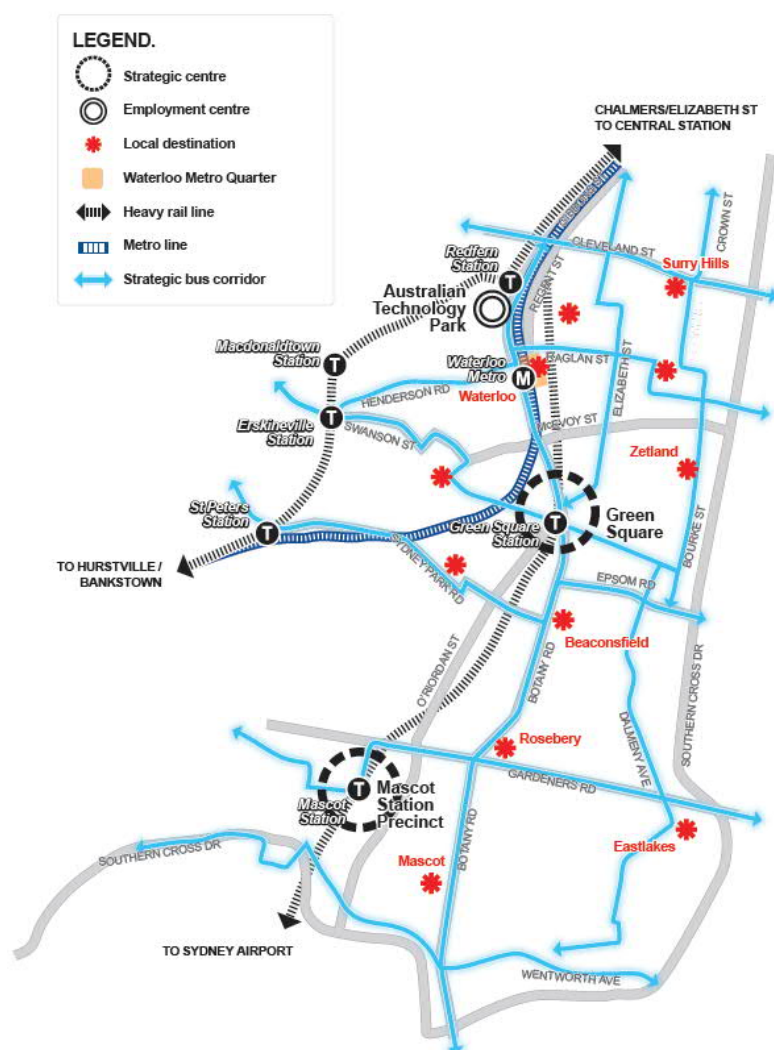 LEGEND.
Strategic centre
Employment centre
Local destination
Waterloo Metro Quarter
Heavy rail line
Metro line
Strategic bus corridor
CHALMERS/ELIZABETH ST
TO CENTRAL STATION
CROWN ST
CLEVELAND ST
Surry Hills
Redfern
Station
REGENT ST
Australian
Technology
Park
Macdonaldtown
Station
Waterloo
Metro
RAGLAN ST
ELIZABETH ST
HENDERSON RD
Waterloo
Erskineville
Station
SWANSON ST
McEVOY ST
Zetland
St Peters
Station
Green Square
Station
Green
Square
BOURKE ST
TO HURSTVILLE /
BANKSTOWN
SYDNEY PARK RD
EPSOM RD
Beaconsfield
O'RIORDAN ST
BOTANY RD
SOUTHERN CROSS DR
DALMENY AVE
Rosebery
GARDENERS RD
Mascot
Station
Mascot
Station
Precinct
BOTANY RD
Eastlakes
SOUTHERN CROSS DR
Mascot
TO SYDNEY AIRPORT
WENTWORTH AVE